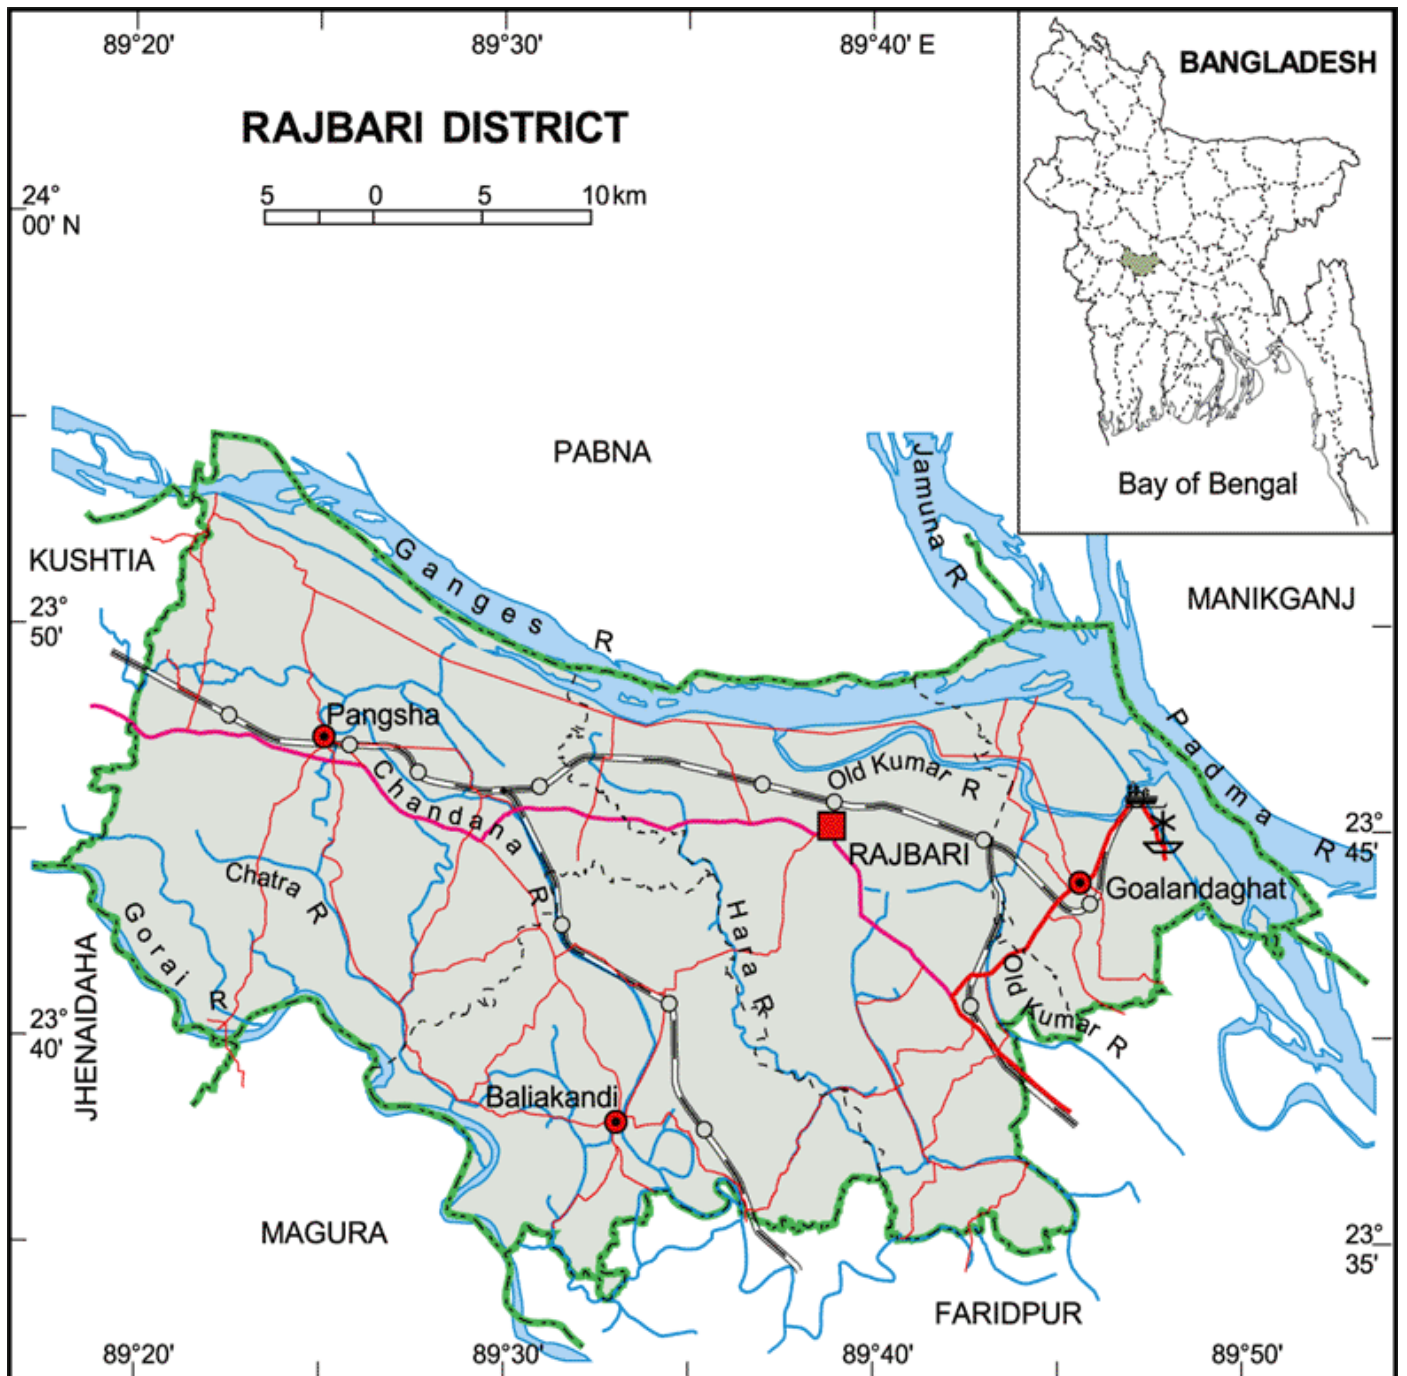 89°20'
89°30'
89°40' E
BANGLADESH
RAJBARI DISTRICT
5 0 5 10 km
24°
00' N
PABNA
Bay of Bengal
Jamuna R
KUSHTIA
Ganges R
MANIKGANJ
23°
50'
Pangsha
Padma R
Old Kumar R
Chandana R
23°
45'
RAJBARI
Goalandaghat
Chatra R
Gorai R
Hara R
JHENAIDAHA
Old Kumar R
23°
40'
Baliakandi
MAGURA
23°
35'
FARIDPUR
89°20'
89°30'
89°40'
89°50'